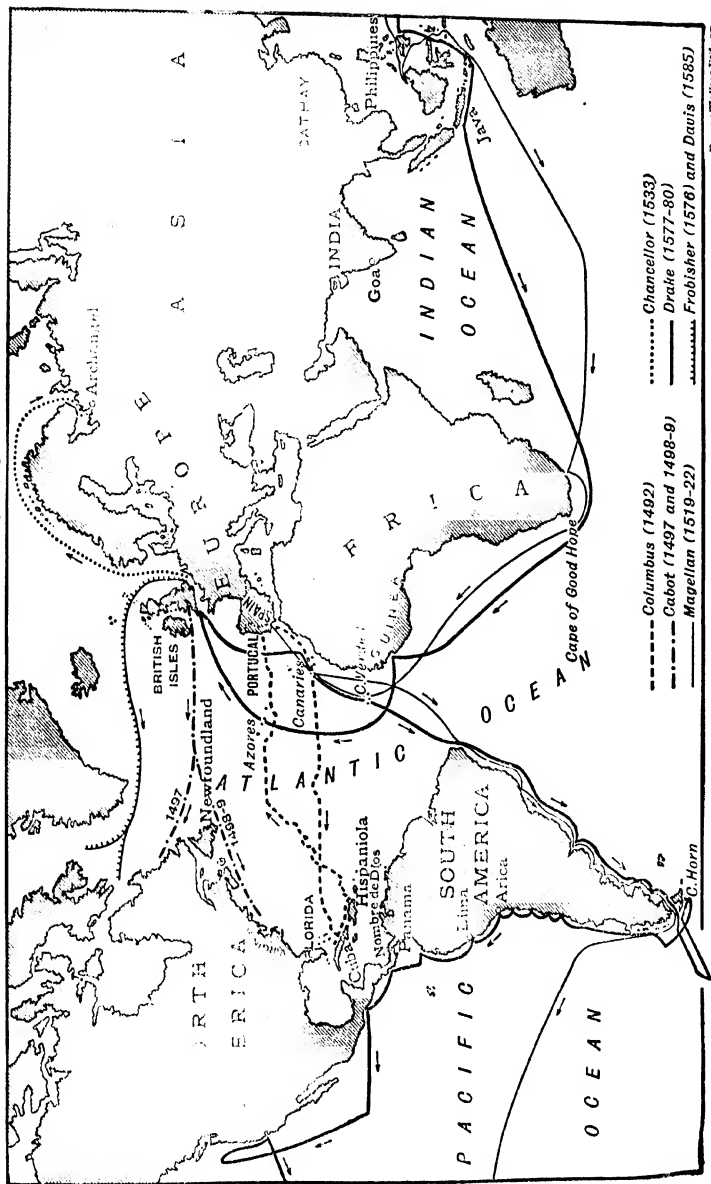 ORTH
ERICA
1497
Newfoundland
1498-9
FLORIDA
Cuba
Hispaniola
Nombre de Dios
Panama
SOUTH
AMERICA
Lima
Arica
C. Horn
PACIFIC
OCEAN
ATLANTIC
OCEAN
BRITISH
ISLES
PORTUGAL
SPAIN
Azores
Canaries
C. Verde
GUINEA
EUROPE
Archangel
ASIA
AFRICA
Cape of Good Hope
INDIA
Goa
CATHAY
Philippines
Java
INDIAN
OCEAN
Columbus (1492)
Cabot (1497 and 1498-9)
Magellan (1519-22)
Chancellor (1533)
Drake (1577-80)
Frobisher (1576) and Davis (1585)